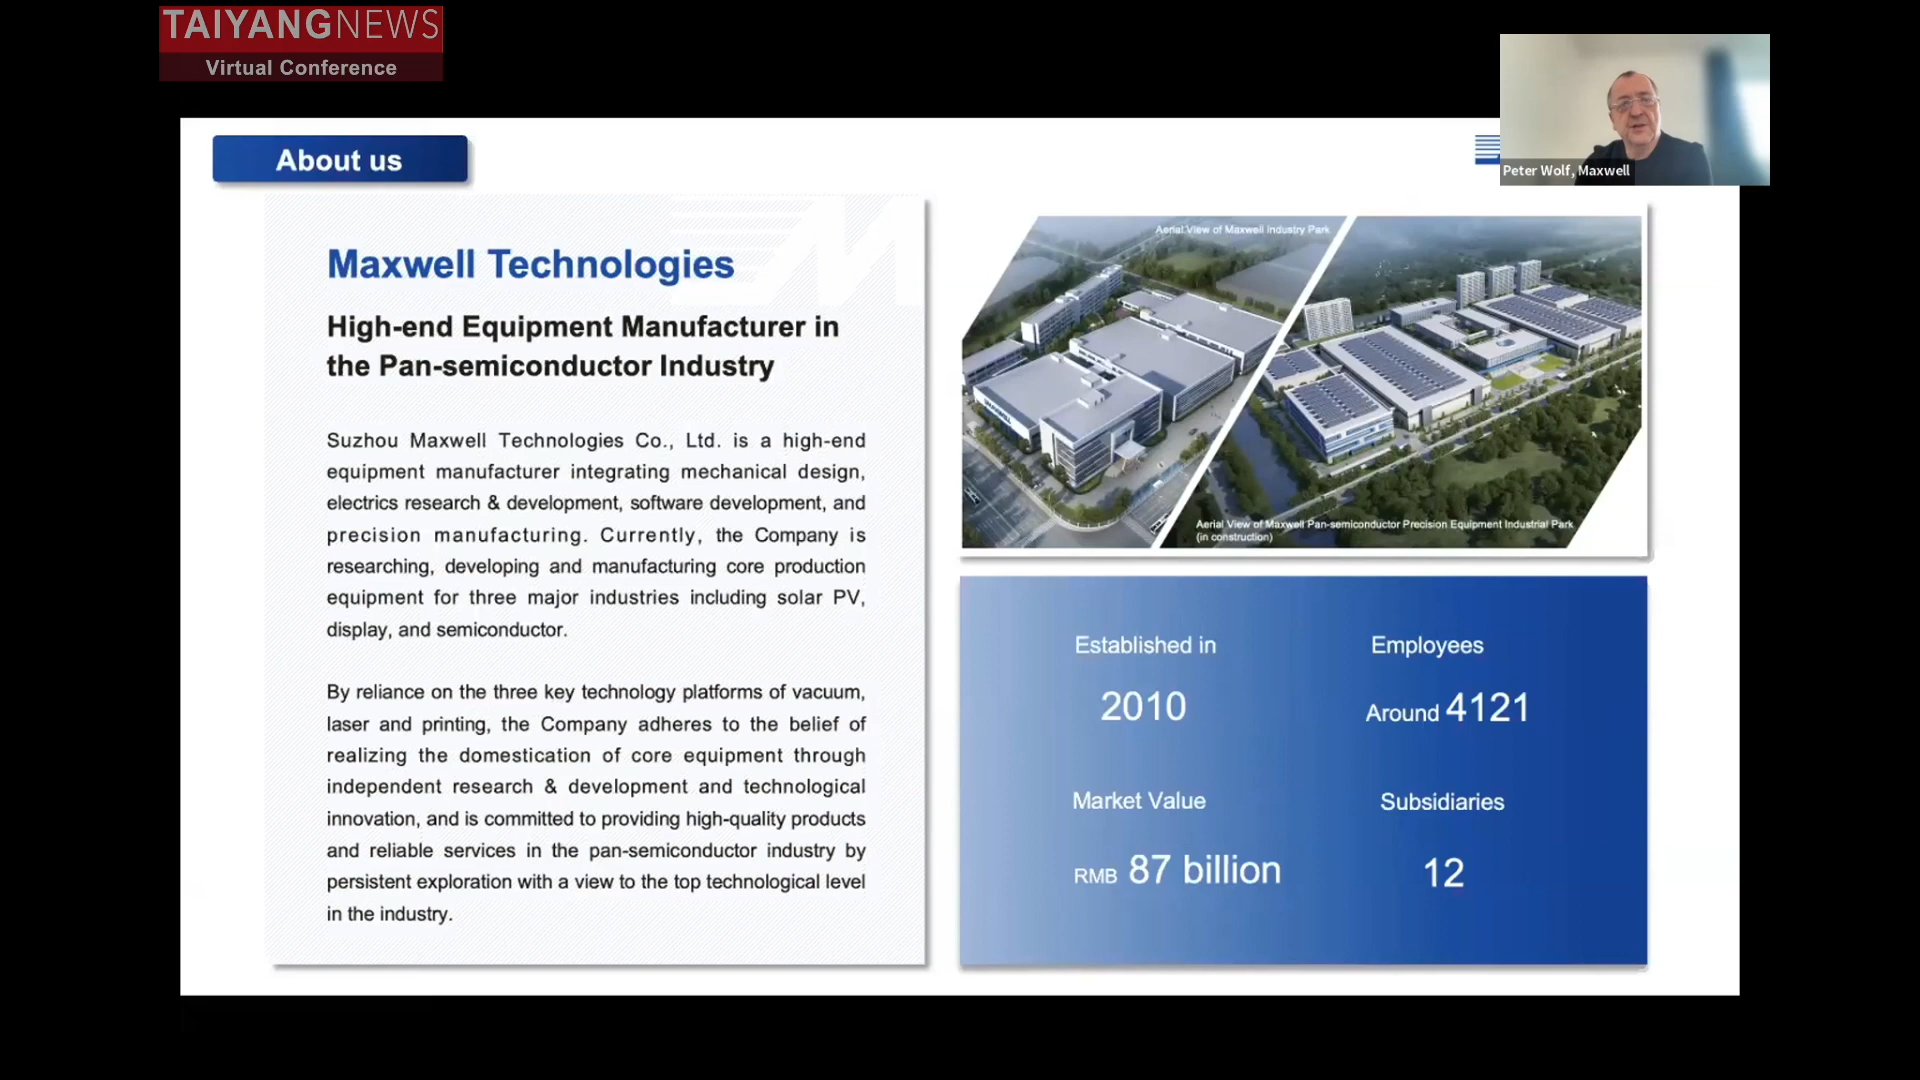 TAIYANGNEWS
Virtual Conference
Peter Wolf, Maxwell
About us
Maxwell Technologies
High-end Equipment Manufacturer in
the Pan-semiconductor Industry
Suzhou Maxwell Technologies Co., Ltd. is a high-end
equipment manufacturer integrating mechanical design,
electrics research & development, software development, and
precision manufacturing. Currently, the Company is
researching, developing and manufacturing core production
equipment for three major industries including solar PV,
display, and semiconductor.
By reliance on the three key technology platforms of vacuum,
laser and printing, the Company adheres to the belief of
realizing the domestication of core equipment through
independent research & development and technological
innovation, and is committed to providing high-quality products
and reliable services in the pan-semiconductor industry by
persistent exploration with a view to the top technological level
in the industry.
Aerial View of Maxwell Industry Park
Aerial View of Maxwell Pan-semiconductor Precision Equipment Industrial Park
(in construction)
Established in
2010
Employees
Around 4121
Market Value
RMB 87 billion
Subsidiaries
12